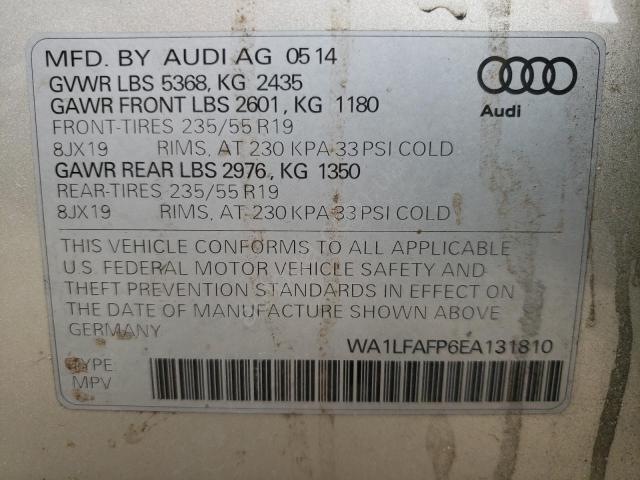 MFD. BY AUDI AG 05 14
GVWR LBS 5368, KG 2435
GAWR FRONT LBS 2601, KG 1180
FRONT-TIRES 235/55 R19
8JX19 RIMS, AT 230 KPA 33 PSI COLD
GAWR REAR LBS 2976, KG 1350
REAR-TIRES 235/55 R19
8JX19 RIMS, AT 230 KPA 33 PSI COLD
Audi
THIS VEHICLE CONFORMS TO ALL APPLICABLE
U.S. FEDERAL MOTOR VEHICLE SAFETY AND
THEFT PREVENTION STANDARDS IN EFFECT ON
THE DATE OF MANUFACTURE SHOWN ABOVE
GERMANY
WA1LFAFP6EA131810
TYPE:
MPV